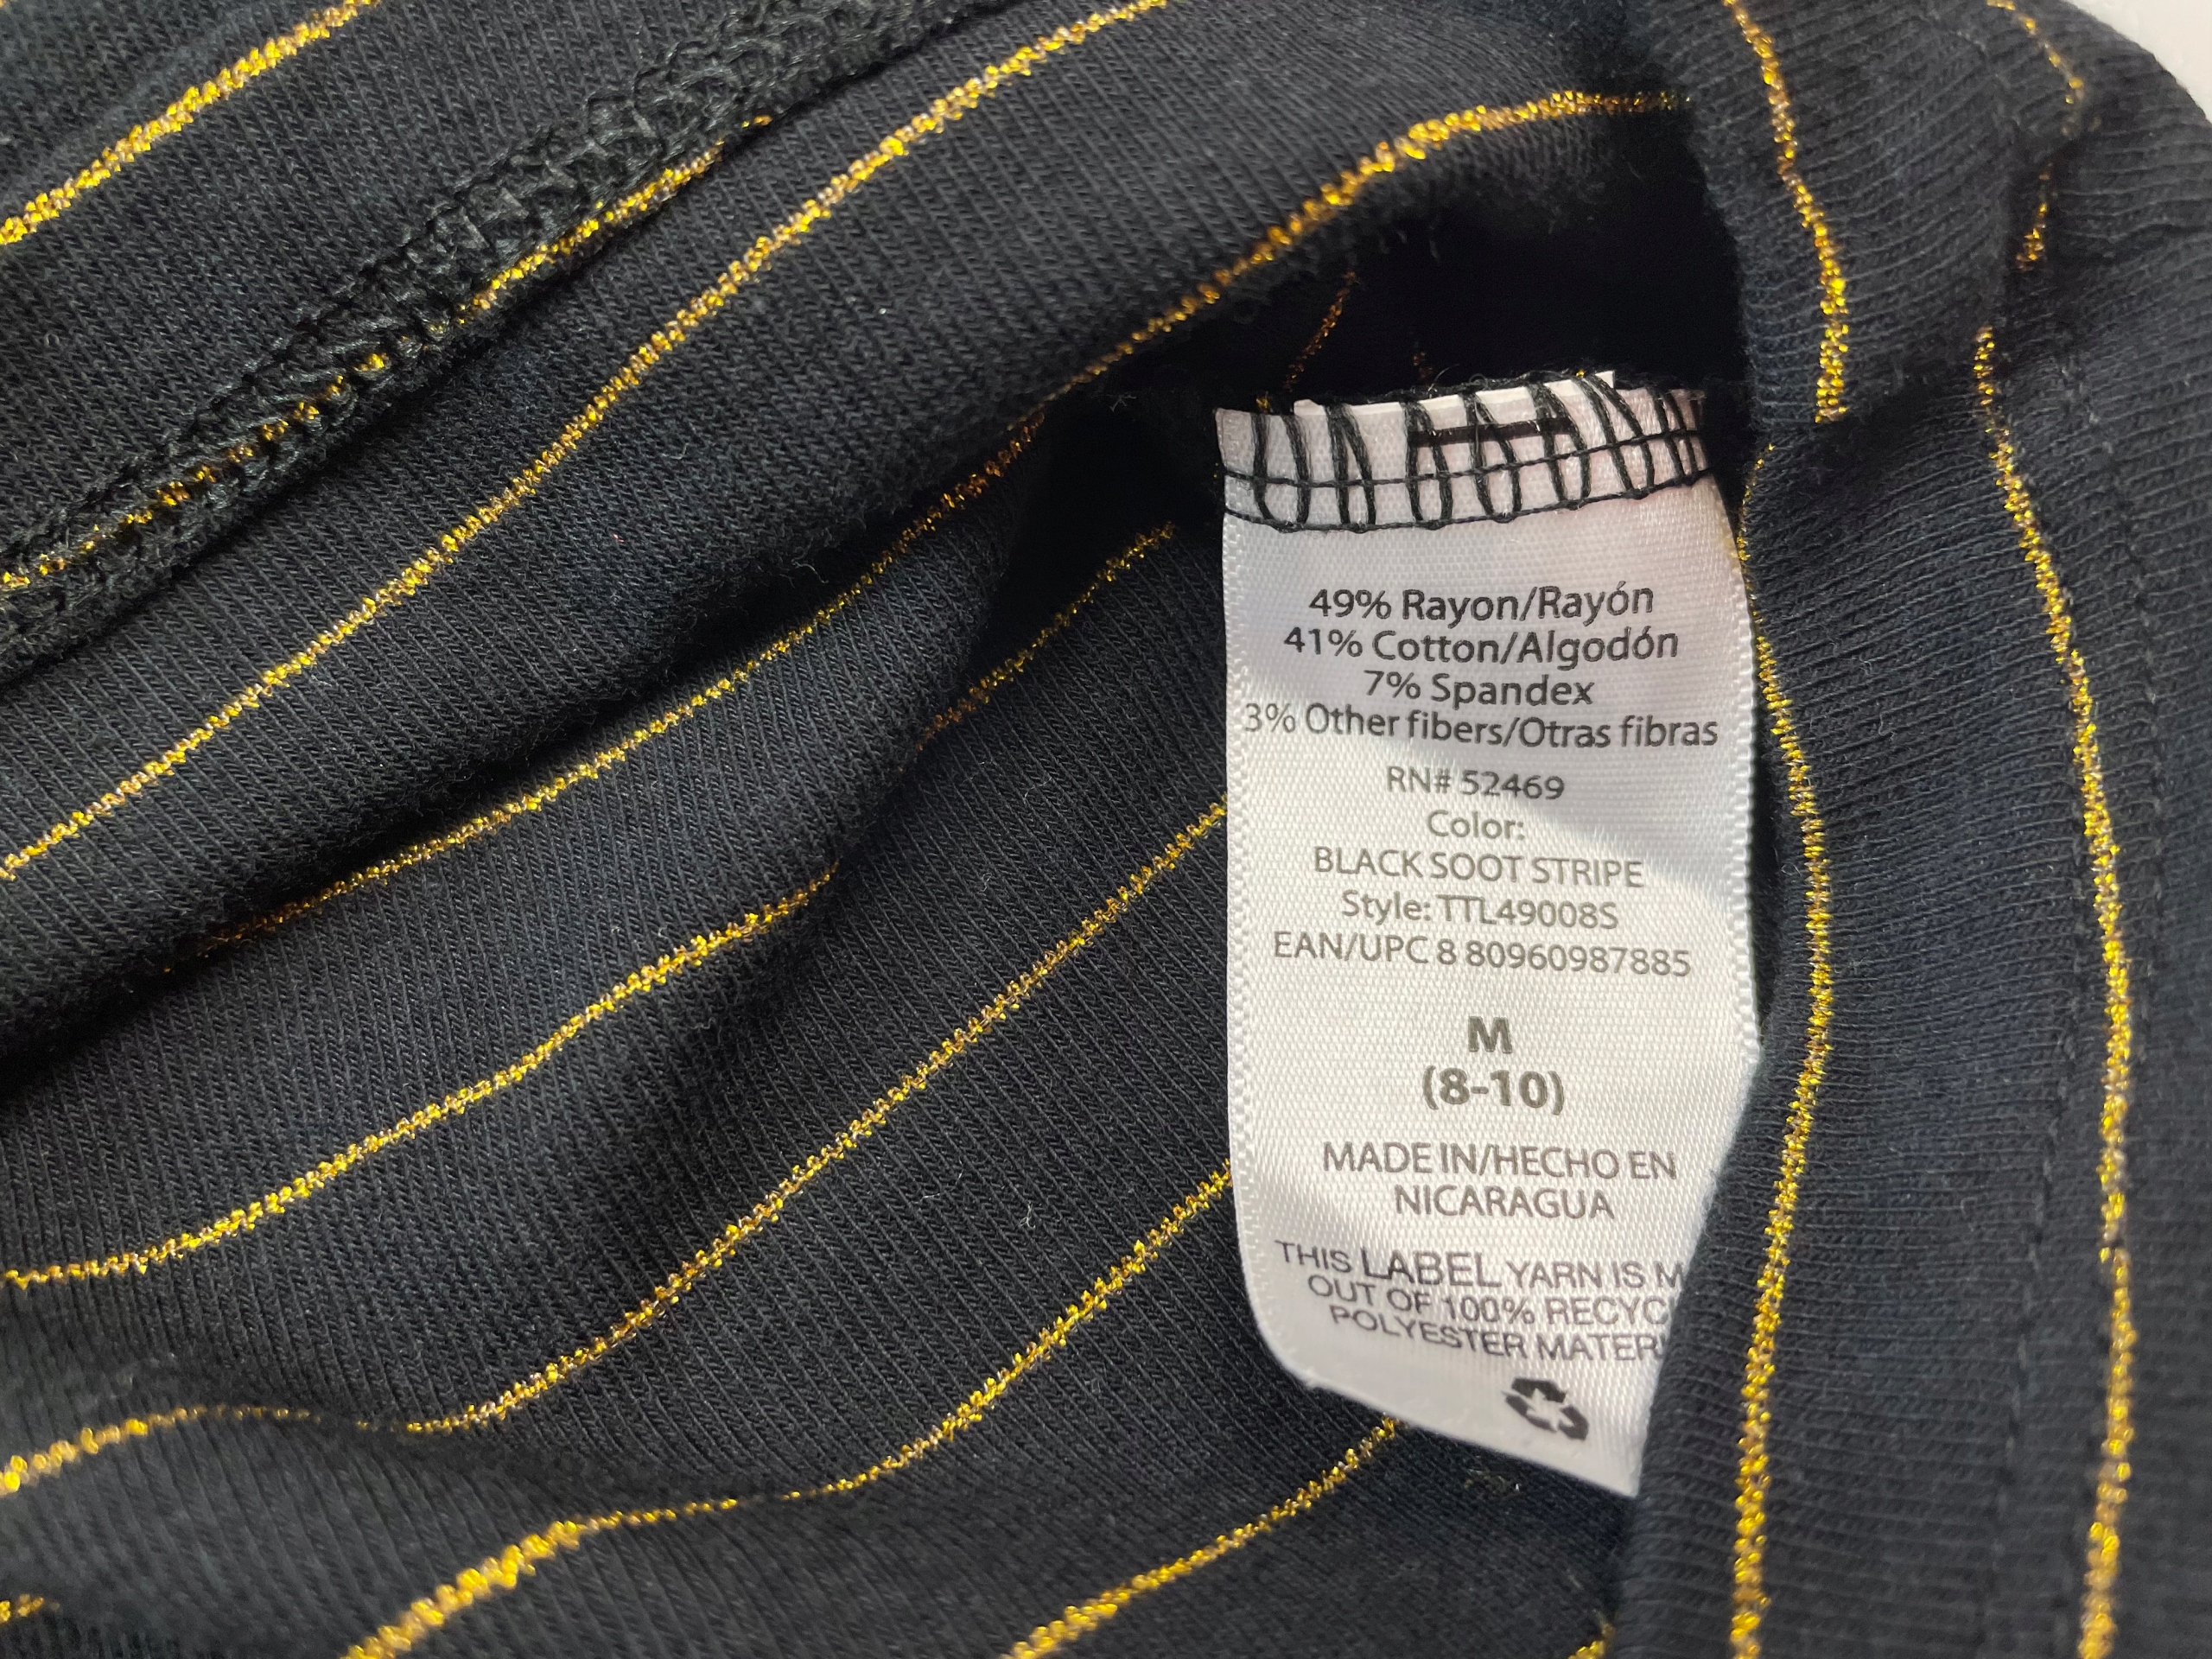 49% Rayon/Rayón
41% Cotton/Algodón
7% Spandex
3% Other fibers/Otras fibras
RN# 52469
Color:
BLACK SOOT STRIPE
Style: TTL49008S
EAN/UPC 8 80960987885
M
(8-10)
MADE IN/HECHO EN
NICARAGUA
THIS LABEL YARN IS
OUT OF 100%
POLYESTER